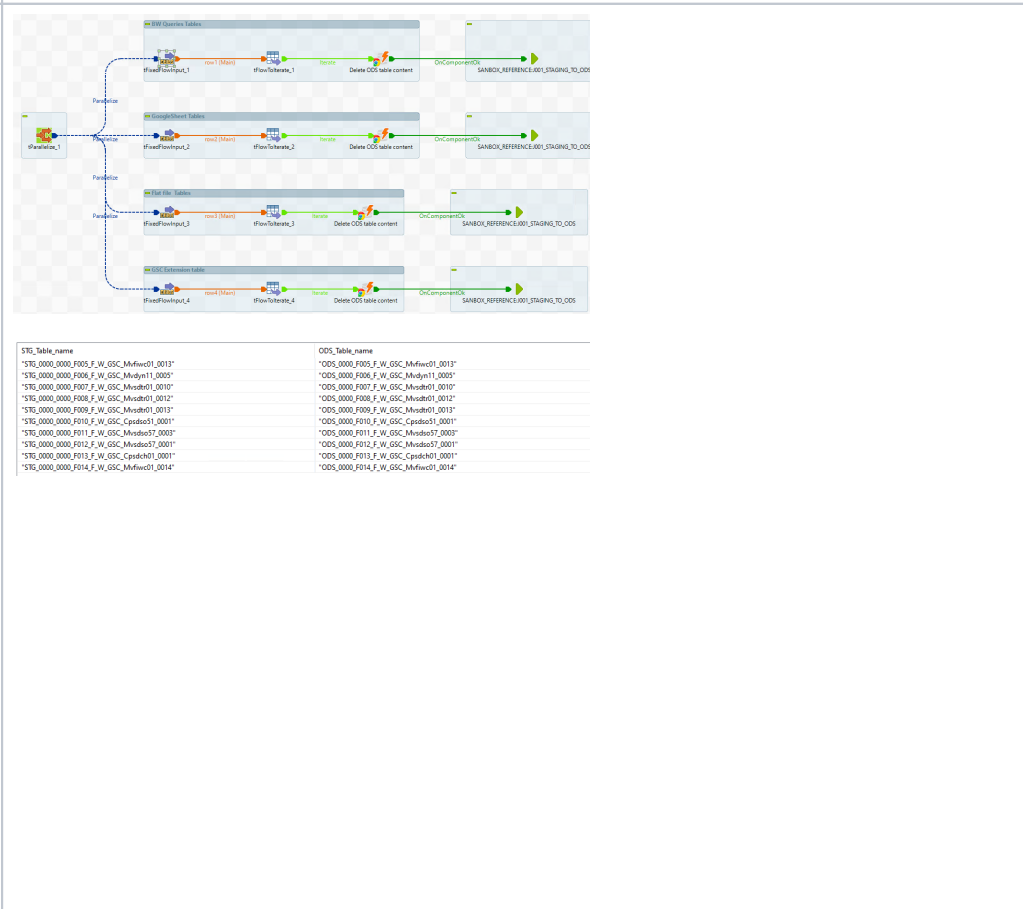 BW Queries Tables
row1 (Main)
Iterate
OnComponentOk
tFixedFlowInput_1
tFlowToIterate_1
Delete ODS table content
SANBOX_REFERENCE:J001_STAGING_TO_ODS
Parallelize
GoogleSheet Tables
Parallelize
row2 (Main)
Iterate
OnComponentOk
tParallelize_1
tFixedFlowInput_2
tFlowToIterate_2
Delete ODS table content
SANBOX_REFERENCE:J001_STAGING_TO_ODS
Parallelize
Flat file Tables
Parallelize
row3 (Main)
Iterate
OnComponentOk
tFixedFlowInput_3
tFlowToIterate_3
Delete ODS table content
SANBOX_REFERENCE:J001_STAGING_TO_ODS
GSC Extension table
row4 (Main)
Iterate
OnComponentOk
tFixedFlowInput_4
tFlowToIterate_4
Delete ODS table content
SANBOX_REFERENCE:J001_STAGING_TO_ODS
STG_Table_name ODS_Table_name
"STG_0000_0000_F005_F_W_GSC_Mvfiwc01_0013" "ODS_0000_F005_F_W_GSC_Mvfiwc01_0013"
"STG_0000_0000_F006_F_W_GSC_Mvdyn11_0005" "ODS_0000_F006_F_W_GSC_Mvdyn11_0005"
"STG_0000_0000_F007_F_W_GSC_Mvsdtr01_0010" "ODS_0000_F007_F_W_GSC_Mvsdtr01_0010"
"STG_0000_0000_F008_F_W_GSC_Mvsdtr01_0012" "ODS_0000_F008_F_W_GSC_Mvsdtr01_0012"
"STG_0000_0000_F009_F_W_GSC_Mvsdtr01_0013" "ODS_0000_F009_F_W_GSC_Mvsdtr01_0013"
"STG_0000_0000_F010_F_W_GSC_Cpsdso51_0001" "ODS_0000_F010_F_W_GSC_Cpsdso51_0001"
"STG_0000_0000_F011_F_W_GSC_Mvsdso57_0003" "ODS_0000_F011_F_W_GSC_Mvsdso57_0003"
"STG_0000_0000_F012_F_W_GSC_Mvsdso57_0001" "ODS_0000_F012_F_W_GSC_Mvsdso57_0001"
"STG_0000_0000_F013_F_W_GSC_Cpsdch01_0001" "ODS_0000_F013_F_W_GSC_Cpsdch01_0001"
"STG_0000_0000_F014_F_W_GSC_Mvfiwc01_0014" "ODS_0000_F014_F_W_GSC_Mvfiwc01_0014"